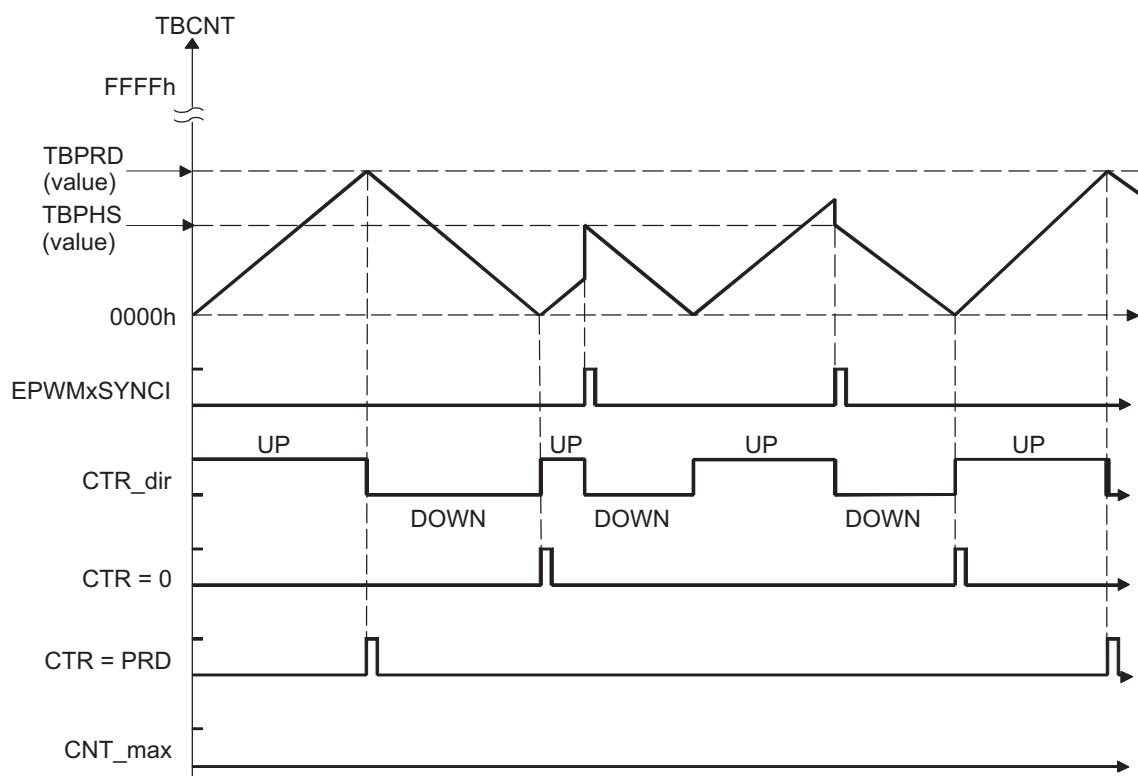 TBCNT
FFFFh
TBPRD
(value)
TBPHS
(value)
0000h
EPWMxSYNCI
UP
UP
UP
UP
CTR_dir
DOWN
DOWN
DOWN
CTR = 0
CTR = PRD
CNT_max